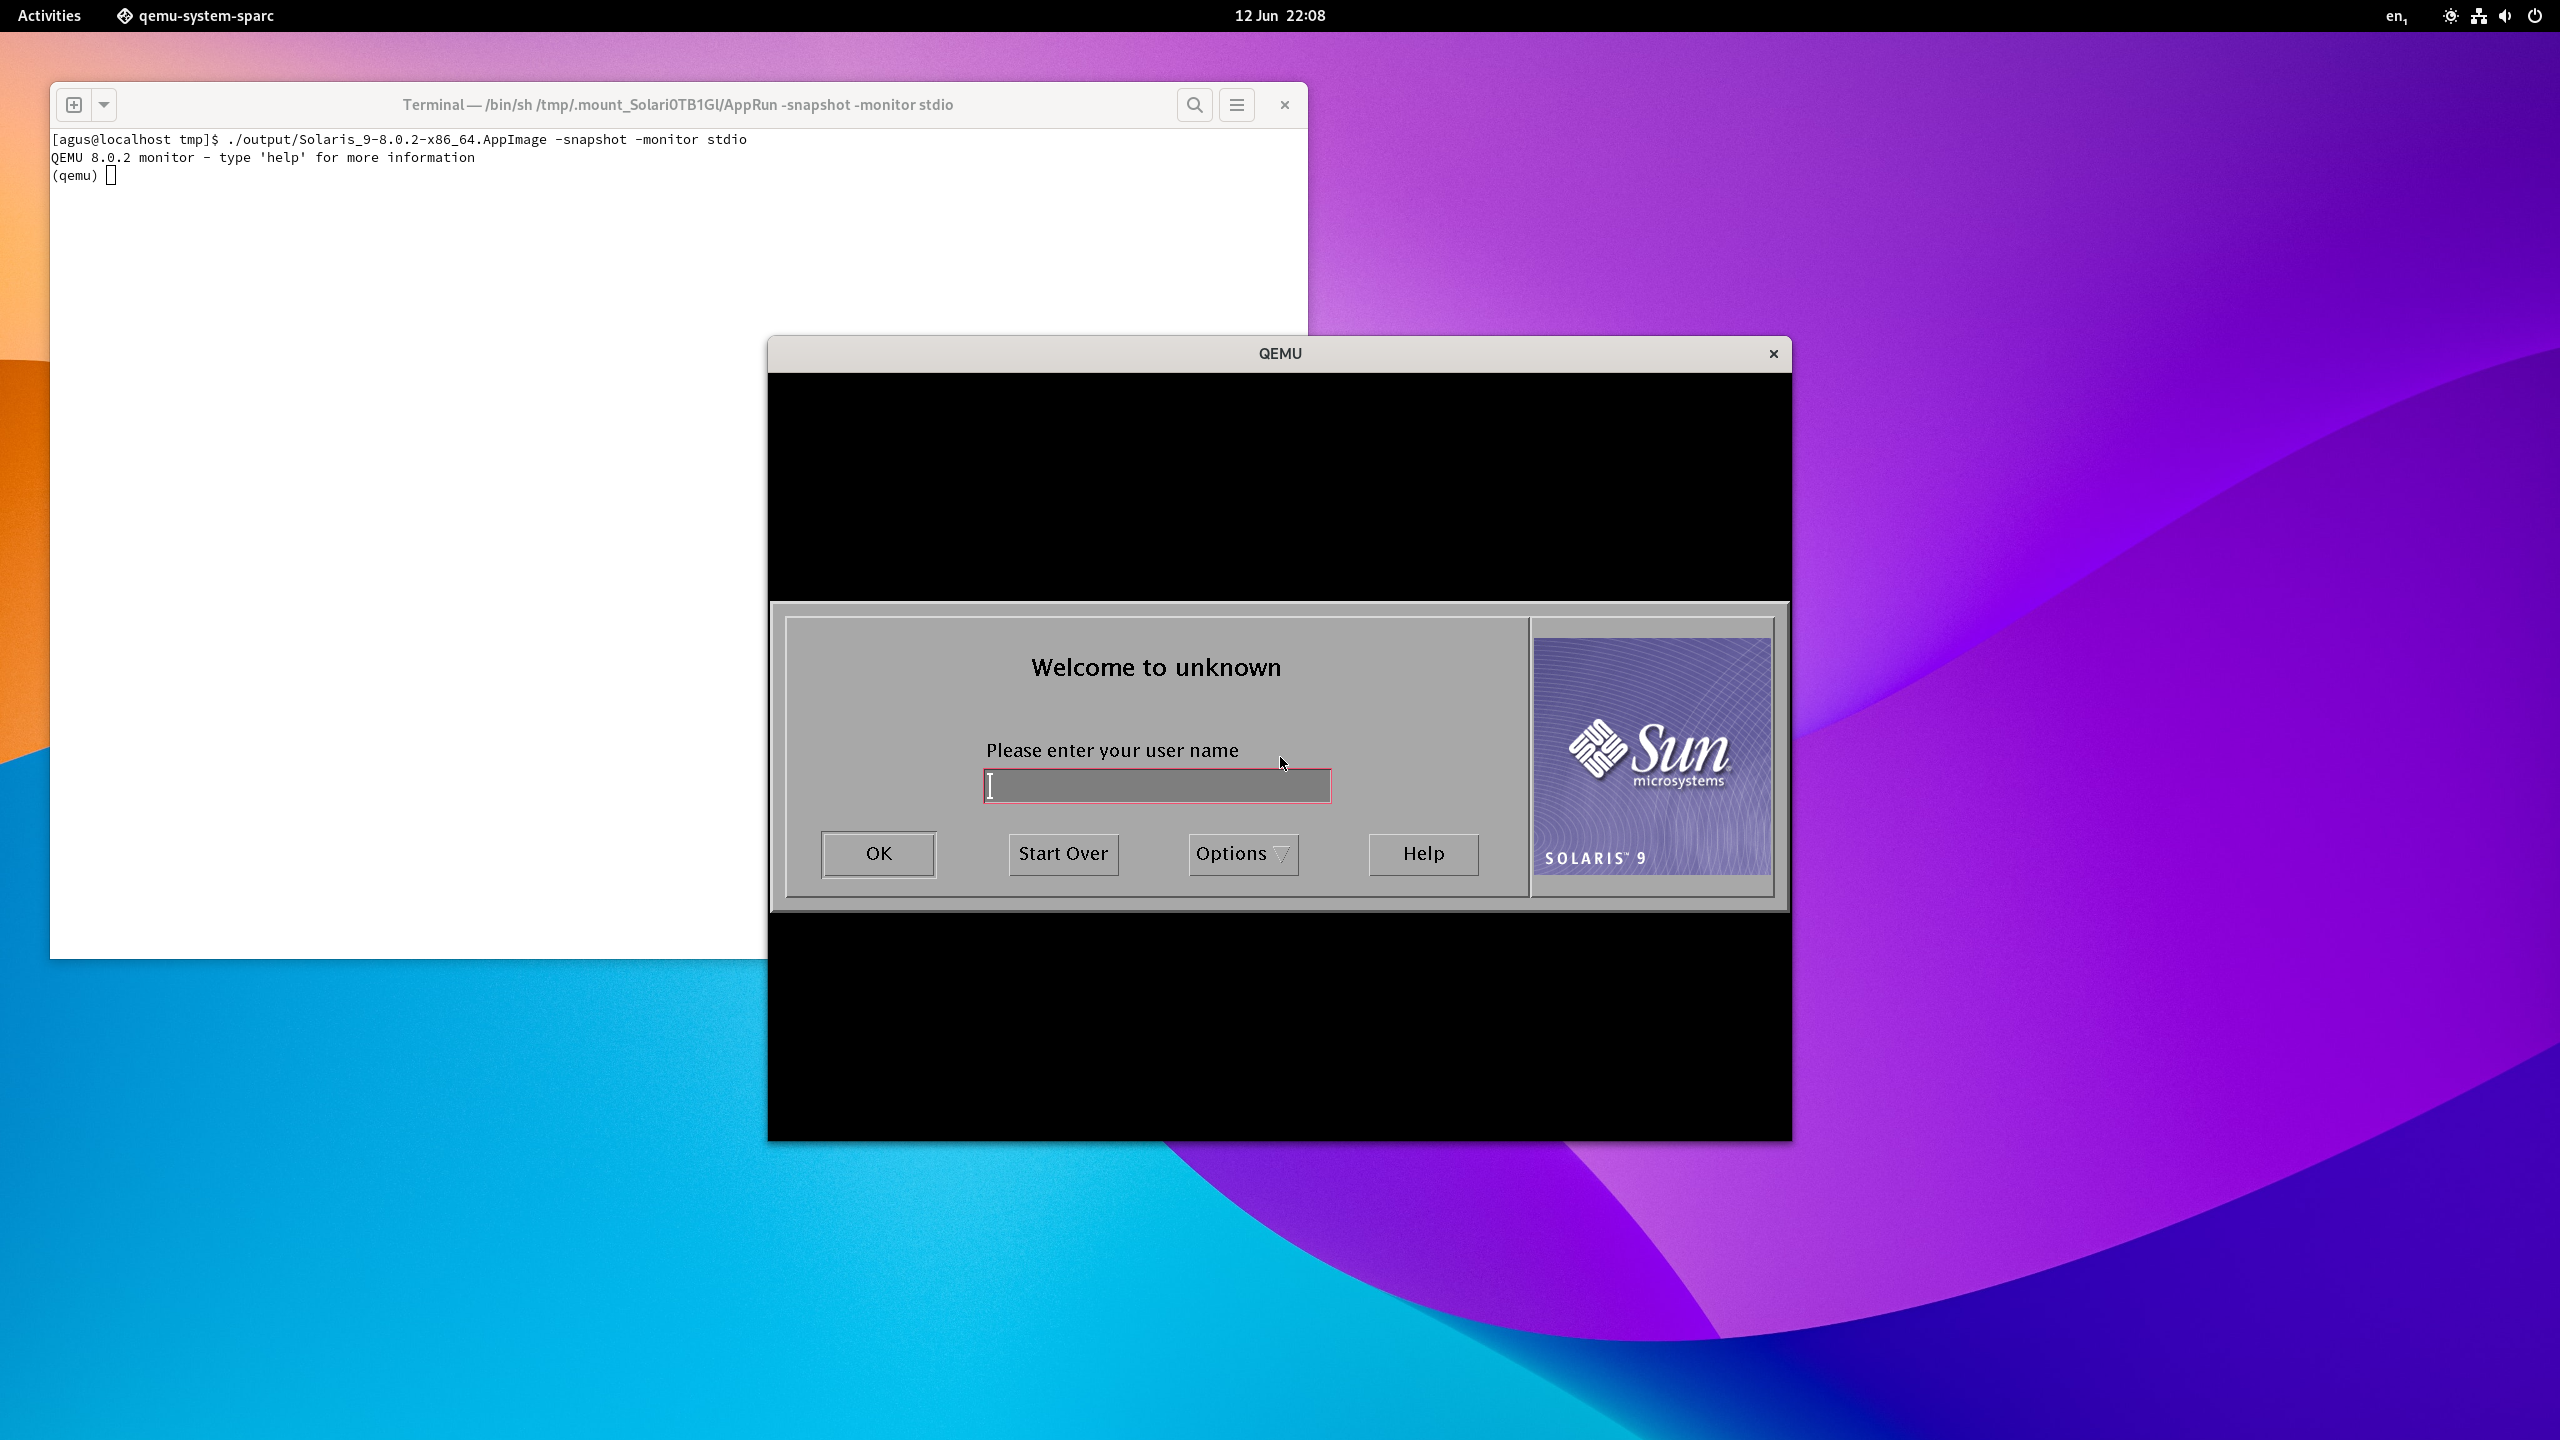 Activities qemu-system-sparc 12 Jun 22:08 en₁
Terminal — /bin/sh /tmp/.mount_Solari0TB1Gl/AppRun -snapshot -monitor stdio
[agus@localhost tmp]$ ./output/Solaris_9-8.0.2-x86_64.AppImage -snapshot -monitor stdio
QEMU 8.0.2 monitor - type 'help' for more information
(qemu)
QEMU
Welcome to unknown
Please enter your user name
OK Start Over Options Help
Sun
microsystems
SOLARIS™ 9